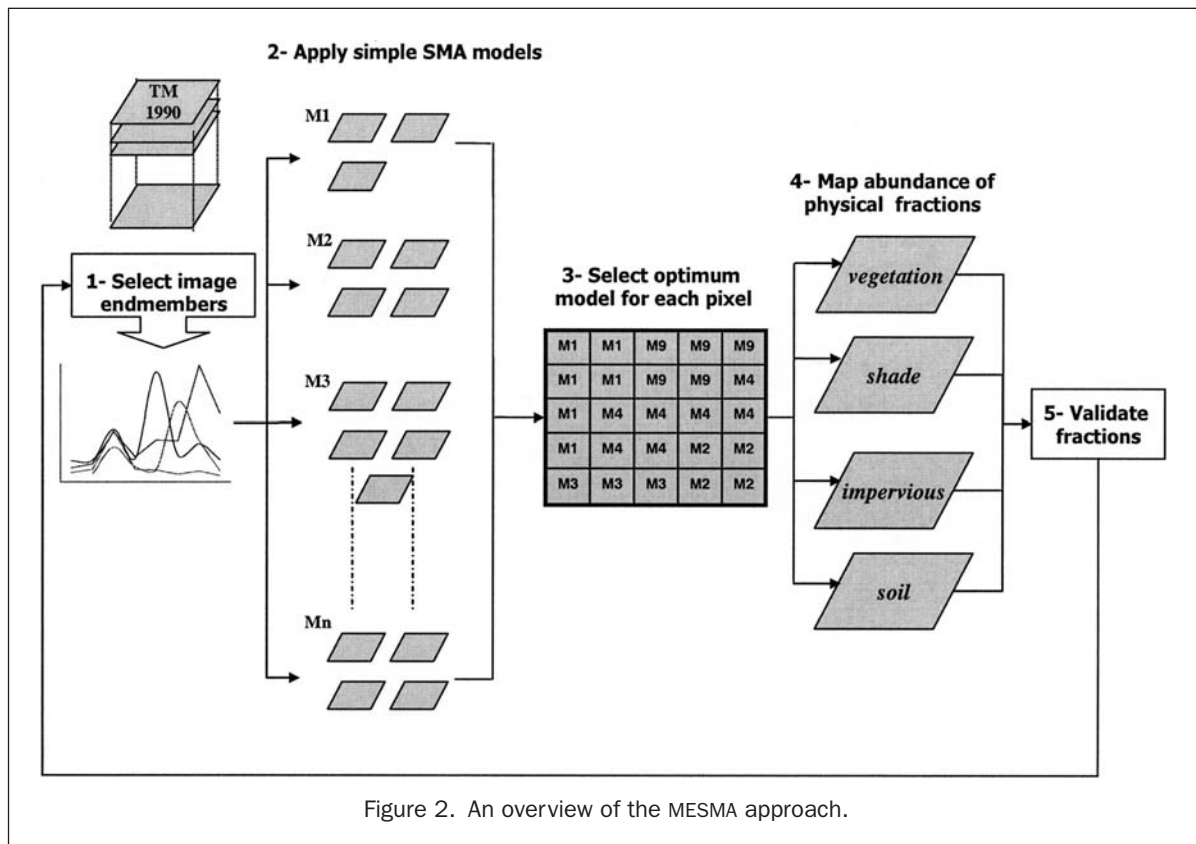 2- Apply simple SMA models
TM
1990
1- Select image
endmembers
M1
M2
M3
Mn
3- Select optimum
model for each pixel
M1 M1 M9 M9 M9
M1 M1 M9 M9 M4
M1 M4 M4 M4 M4
M1 M4 M4 M2 M2
M3 M3 M3 M2 M2
4- Map abundance of
physical fractions
vegetation
shade
impervious
soil
5- Validate
fractions
Figure 2. An overview of the MESMA approach.